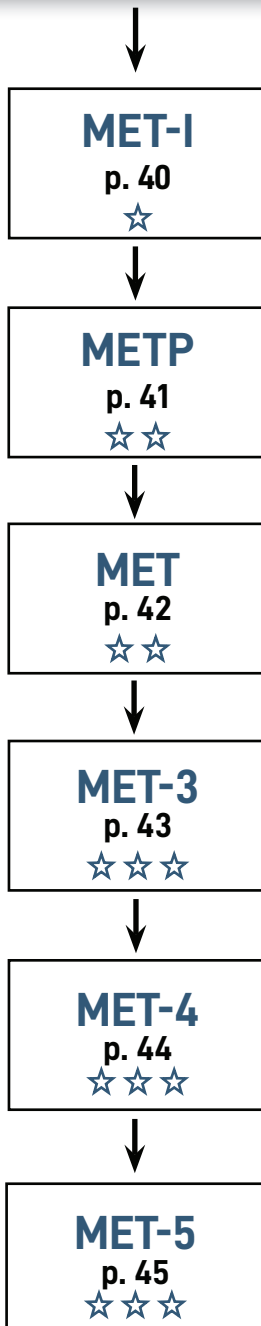 MET-I
p. 40
☆
METP
p. 41
☆ ☆
MET
p. 42
☆ ☆
MET-3
p. 43
☆ ☆ ☆
MET-4
p. 44
☆ ☆ ☆
MET-5
p. 45
☆ ☆ ☆